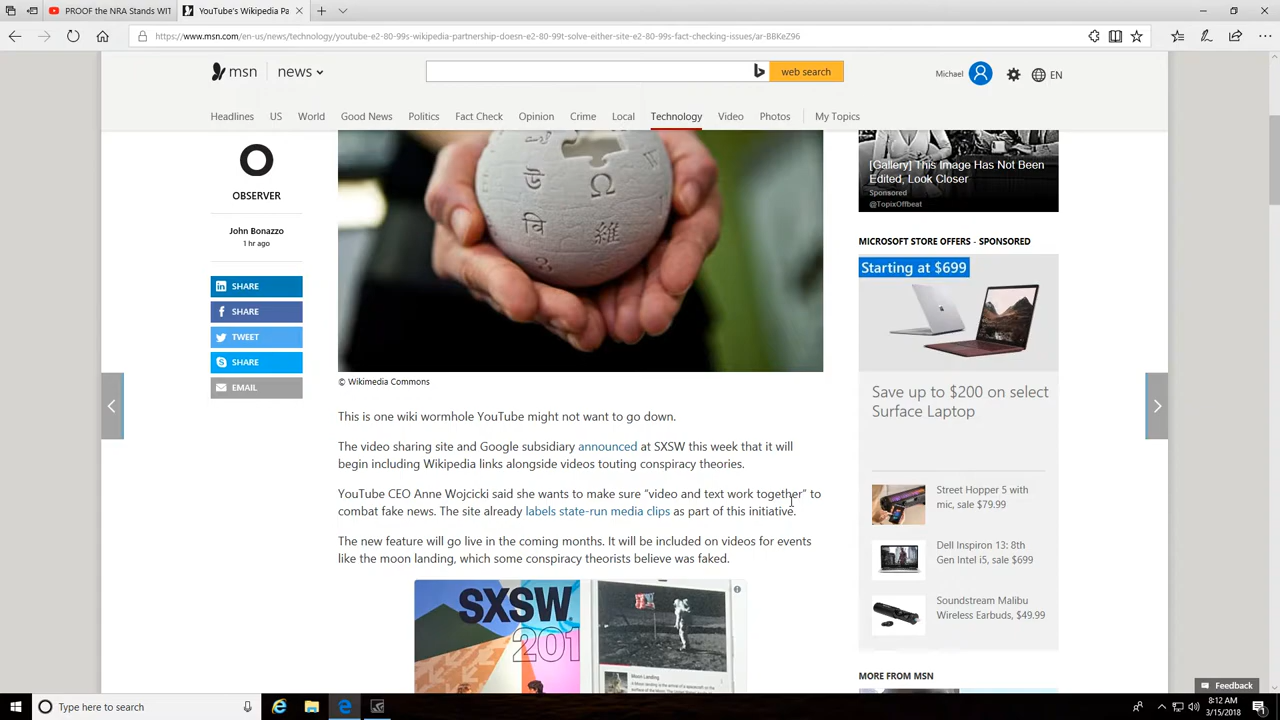 PROOF the NRA Stands WIT
YouTube's Wikipedia Pa
https://www.msn.com/en-us/news/technology/youtube-e2-80-99s-wikipedia-partnership-doesn-e2-80-99t-solve-either-site-e2-80-99s-fact-checking-issues/ar-BBKeZ96
msn
news
web search
Michael
EN
Headlines
US
World
Good News
Politics
Fact Check
Opinion
Crime
Local
Technology
Video
Photos
My Topics
OBSERVER
John Bonazzo
1 hr ago
SHARE
SHARE
TWEET
SHARE
EMAIL
Ω
वि
維
© Wikimedia Commons
This is one wiki wormhole YouTube might not want to go down.
The video sharing site and Google subsidiary announced at SXSW this week that it will
begin including Wikipedia links alongside videos touting conspiracy theories.
YouTube CEO Anne Wojcicki said she wants to make sure “video and text work together” to
combat fake news. The site already labels state-run media clips as part of this initiative.
The new feature will go live in the coming months. It will be included on videos for events
like the moon landing, which some conspiracy theorists believe was faked.
SXSW
201
Moon Landing
[Gallery] This Image Has Not Been
Edited, Look Closer
Sponsored
@TopixOffbeat
MICROSOFT STORE OFFERS - SPONSORED
Starting at $699
Save up to $200 on select
Surface Laptop
Street Hopper 5 with
mic, sale $79.99
Dell Inspiron 13: 8th
Gen Intel i5, sale $699
Soundstream Malibu
Wireless Earbuds, $49.99
MORE FROM MSN
Feedback
Type here to search
8:12 AM
3/15/2018